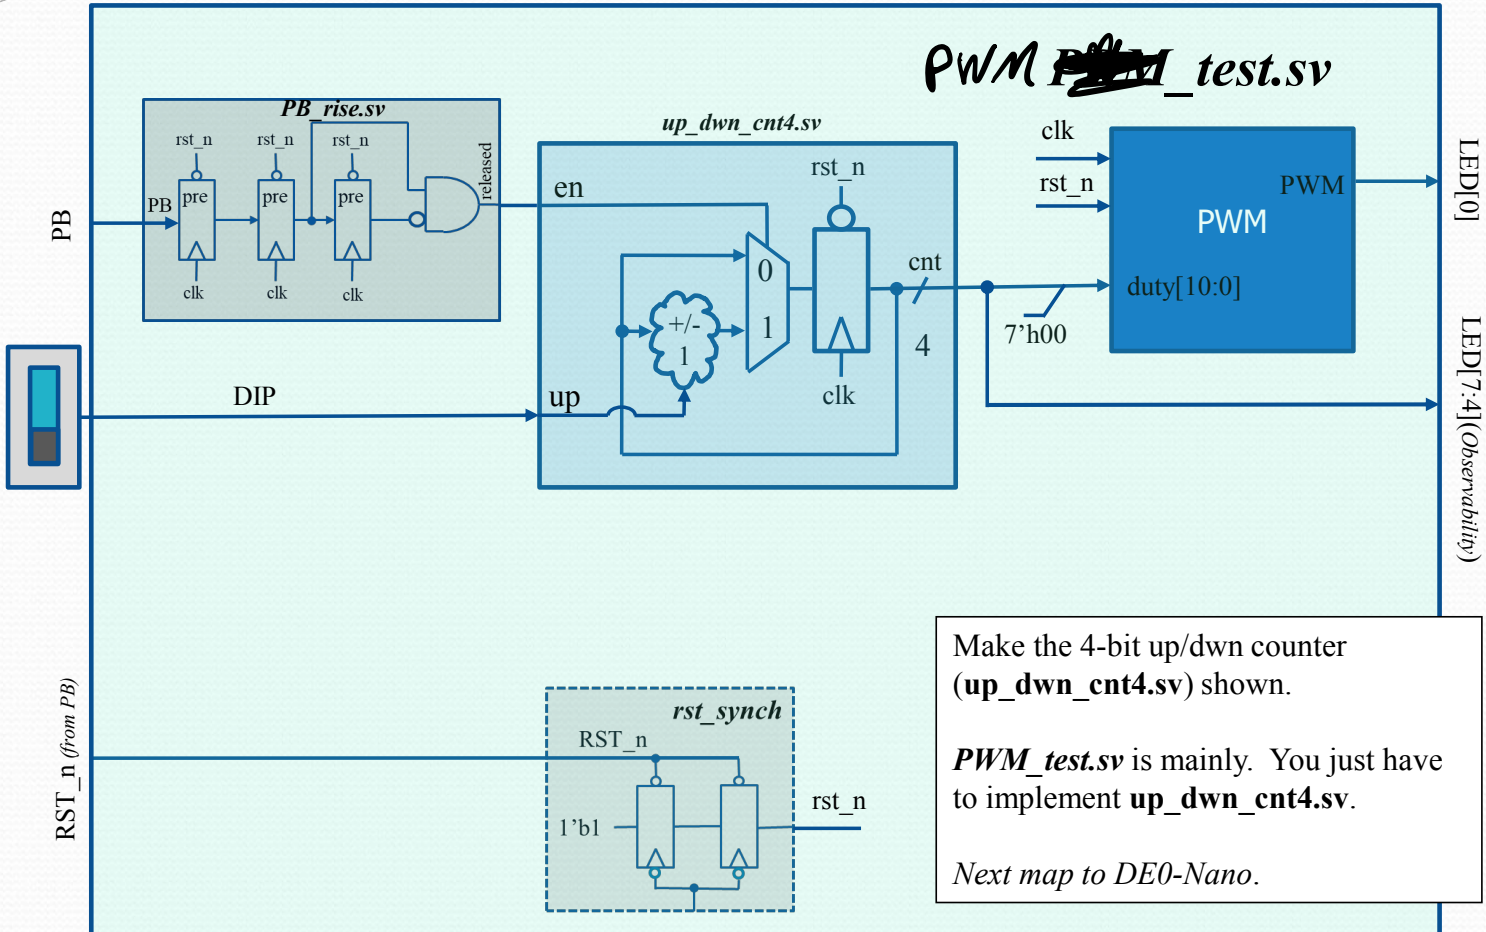 PWM _test.sv
PB_rise.sv
rst_n rst_n rst_n
PB pre pre pre
released
clk clk clk
PB
up_dwn_cnt4.sv
en
rst_n
0
1
+/-
1
cnt
4
clk
up
DIP
clk
rst_n
PWM
PWM
duty[10:0]
7'h00
LED[0]
LED[7:4](Observability)
RST_n (from PB)
rst_synch
RST_n
1'b1
rst_n
Make the 4-bit up/dwn counter
(up_dwn_cnt4.sv) shown.
PWM_test.sv is mainly.  You just have
to implement up_dwn_cnt4.sv.
Next map to DE0-Nano.